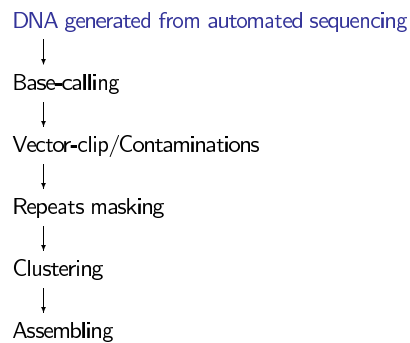 DNA generated from automated sequencing
Base-calling
Vector-clip/Contaminations
Repeats masking
Clustering
Assembling